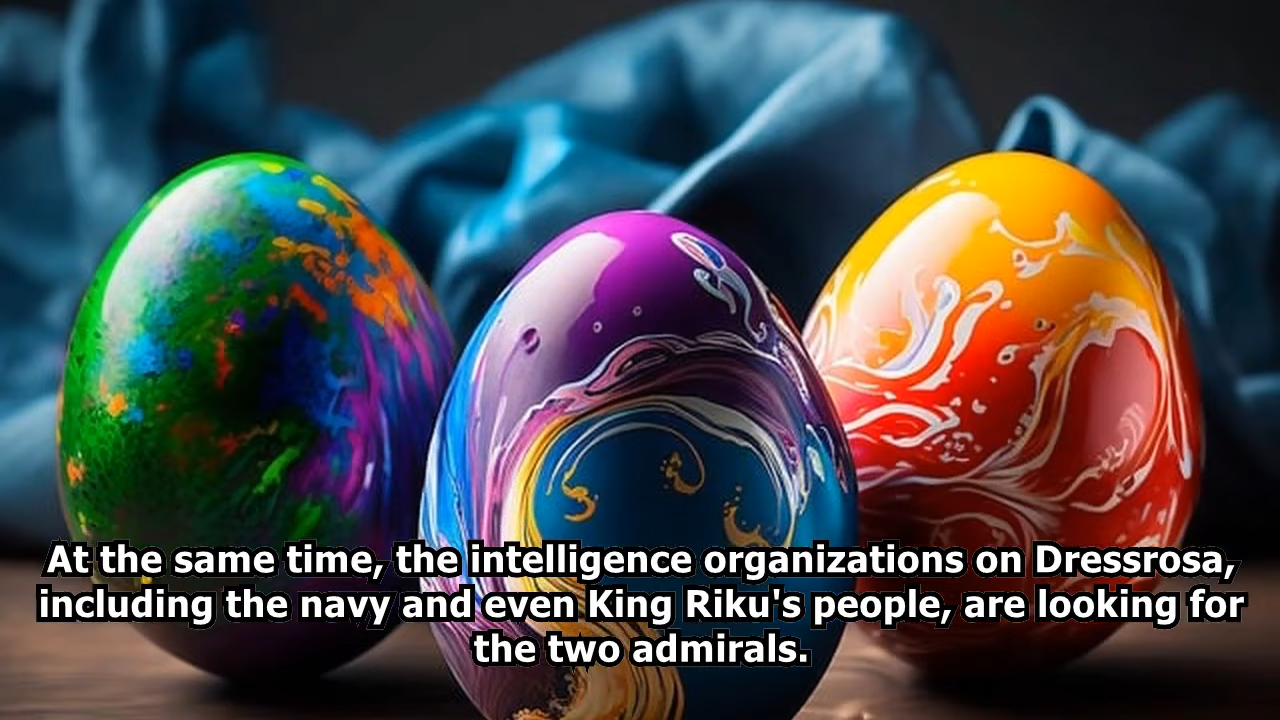 At the same time, the intelligence organizations on Dressrosa,
including the navy and even King Riku's people, are looking for
the two admirals.